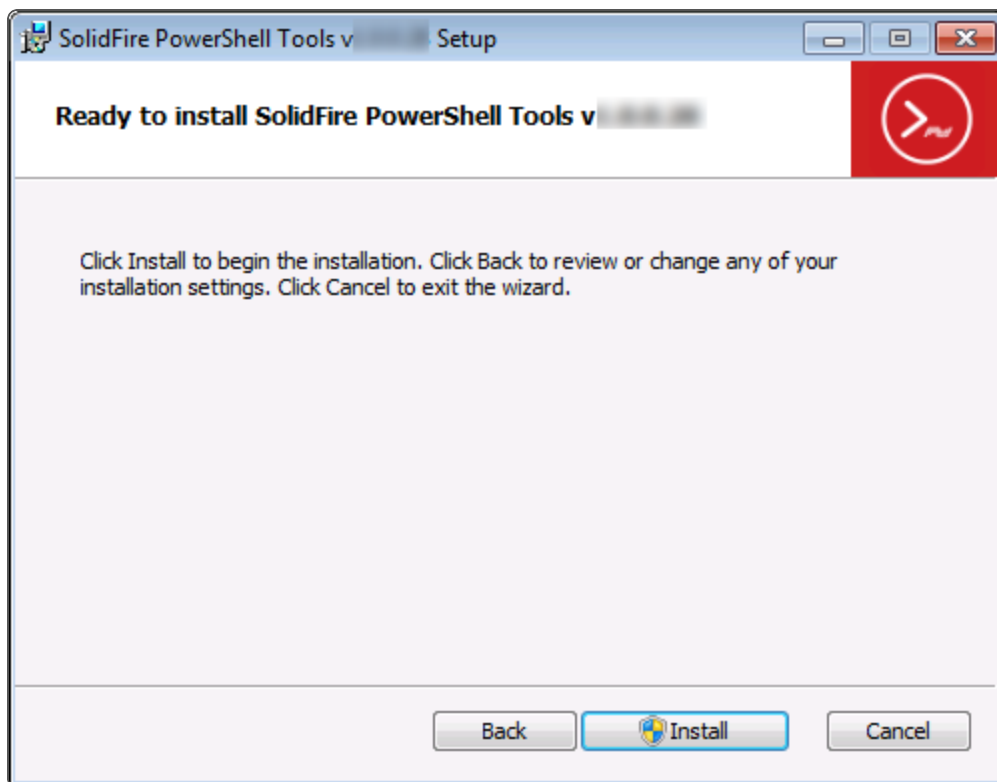 SolidFire PowerShell Tools v Setup
Ready to install SolidFire PowerShell Tools v
Click Install to begin the installation. Click Back to review or change any of your
installation settings. Click Cancel to exit the wizard.
Back
Install
Cancel